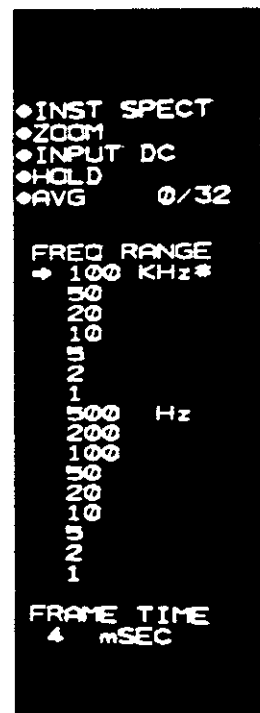 ◆INST SPECT
◆ZOOM
◆INPUT DC
◆HOLD
◆AVG 0/32
FREQ RANGE
➡ 100 KHz*
50
20
10
5
2
1
500 Hz
200
100
50
20
10
5
2
1
FRAME TIME
4 mSEC